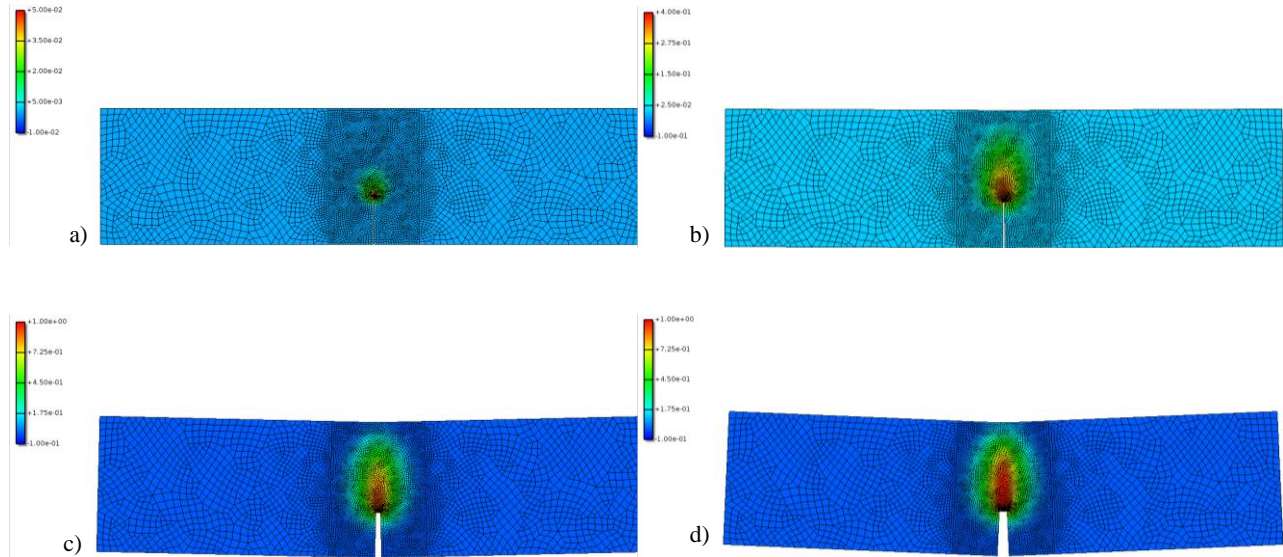 +5.00e-02
+3.50e-02
+2.00e-02
+5.00e-03
-1.00e-02
a)
+4.00e-01
+2.75e-01
+1.50e-01
+2.50e-02
-1.00e-01
b)
+1.00e+00
+7.25e-01
+4.50e-01
+1.75e-01
-1.00e-01
c)
+1.00e+00
+7.25e-01
+4.50e-01
+1.75e-01
-1.00e-01
d)